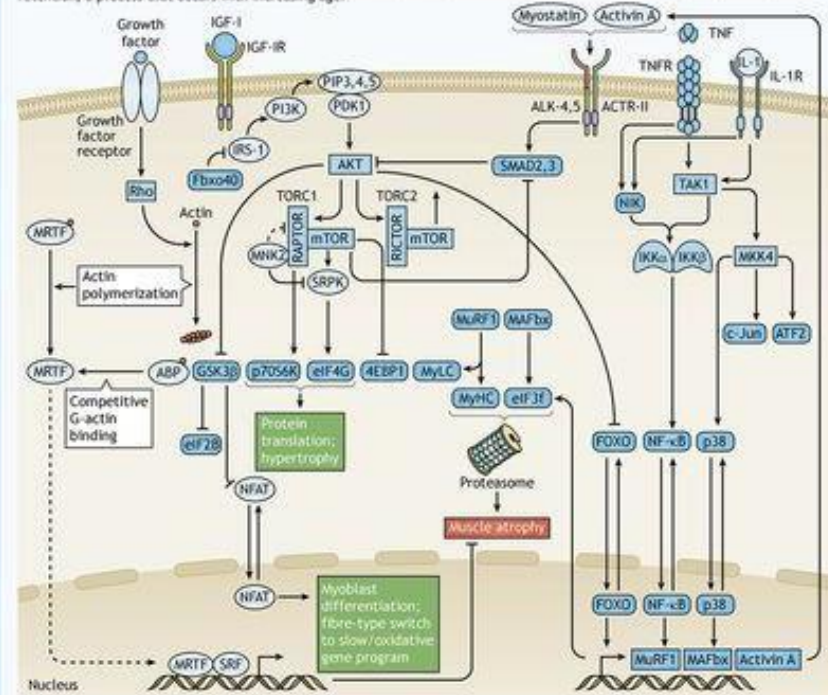 Growth
factor
IGF-I
IGF-IR
Myostatin
Activin A
TNF
TNFR
IL-1
IL-1R
PIP3,4,5
PDK1
PI3K
IRS-1
Fbxo40
ALK-4,5
ACTR-II
Growth
factor
receptor
AKT
SMAD2,3
TAK1
NIK
Rho
Actin
TORC1
TORC2
MRTF
P
RAPTOR
mTOR
RICTOR
mTOR
MNK2
SRPK
IKKα
IKKβ
MKK4
Actin
polymerization
MuRF1
MAFbx
c-Jun
ATF2
MRTF
ABP
GSK3β
p70S6K
eIF4G
4EBP1
MyLC
Competitive
G-actin
binding
MyHC
eIF3f
eIF2B
Protein
translation;
hypertrophy
FOXO
NF-κB
p38
Proteasome
NFAT
Muscle atrophy
NFAT
Myoblast
differentiation;
fibre-type switch
to slow/oxidative
gene program
FOXO
NF-κB
p38
MRTF
SRF
MuRF1
MAFbx
Activin A
Nucleus